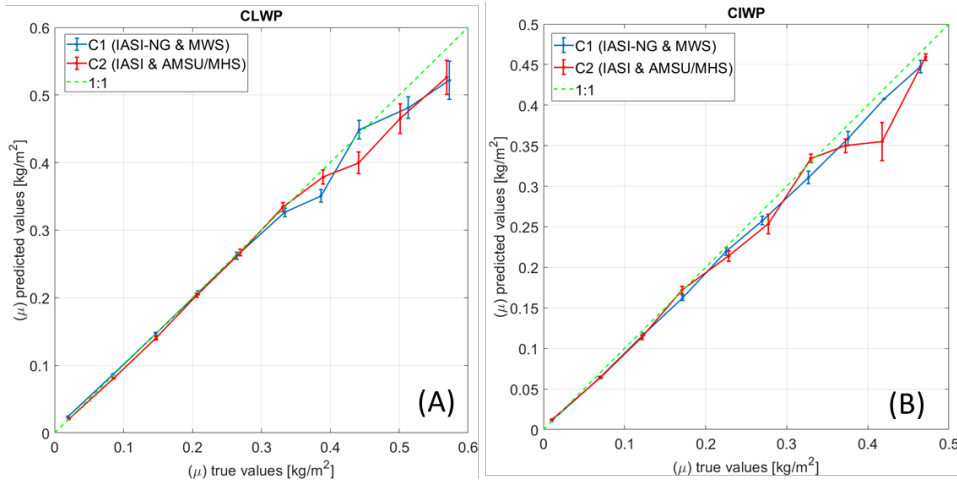 CLWP
C1 (IASI-NG & MWS)
C2 (IASI & AMSU/MHS)
1:1
0.6
0.5
0.4
0.3
0.2
0.1
0
(μ) predicted values [kg/m²]
0 0.1 0.2 0.3 0.4 0.5 0.6
(μ) true values [kg/m²]
(A)
CIWP
C1 (IASI-NG & MWS)
C2 (IASI & AMSU/MHS)
1:1
0.5
0.45
0.4
0.35
0.3
0.25
0.2
0.15
0.1
0.05
0
(μ) predicted values [kg/m²]
0 0.1 0.2 0.3 0.4 0.5
(μ) true values [kg/m²]
(B)